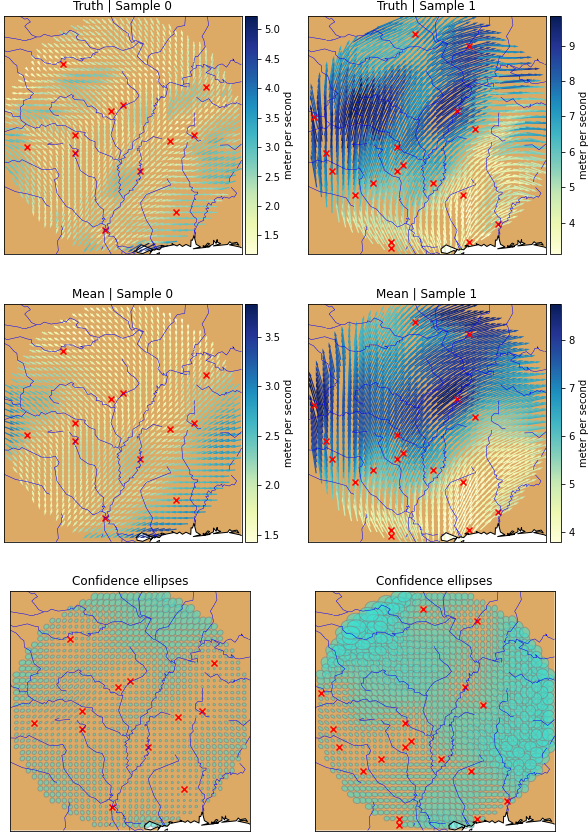 Truth | Sample 0
Truth | Sample 1
5.0
4.5
4.0
3.5
3.0
2.5
2.0
1.5
meter per second
9
8
7
6
5
4
meter per second
Mean | Sample 0
Mean | Sample 1
3.5
3.0
2.5
2.0
1.5
meter per second
8
7
6
5
4
meter per second
Confidence ellipses
Confidence ellipses